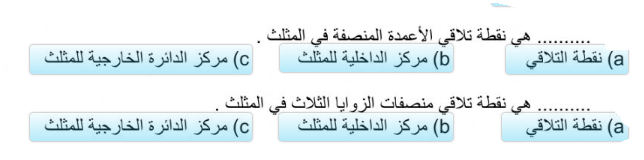 .......... هي نقطة تلاقي الأعمدة المنصفة في المثلث .
a) نقطة التلاقي b) مركز الداخلية للمثلث c) مركز الدائرة الخارجية للمثلث
.......... هي نقطة تلاقي منصفات الزوايا الثلاث في المثلث .
a) نقطة التلاقي b) مركز الداخلية للمثلث c) مركز الدائرة الخارجية للمثلث